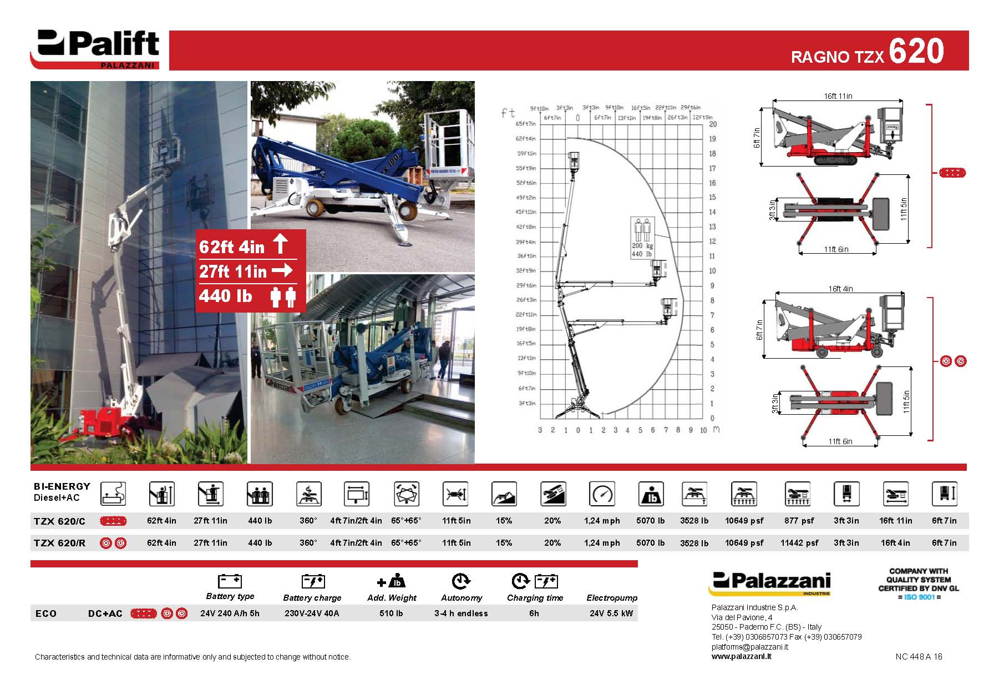 Palift
PALAZZANI
RAGNO TZX 620
62ft 4in
27ft 11in
440 lb
X 190
Palazzani
ft
9ft10in 3ft3in 3ft3in 9ft10in 16ft5in 22ft11in 29ft6in
6ft7in 0 6ft7in 13ft1in 19ft8in 26ft3in 32ft9in
65ft7in 20
62ft4in 19
59ft1in 18
55ft9in 17
52ft6in 16
49ft2in 15
45ft11in 14
42ft8in 13
39ft4in 12
36ft1in 11
32ft9in 10
29ft6in 9
26ft3in 8
22ft11in 7
19ft8in 6
16ft5in 5
13ft1in 4
9ft10in 3
6ft7in 2
3ft3in 1
0
3 2 1 0 1 2 3 4 5 6 7 8 9 10 m
200 kg
440 lb
16ft 11in
6ft 7in
200Kg
3ft 3in
11ft 5in
11ft 6in
16ft 4in
6ft 7in
3ft 3in
11ft 5in
11ft 6in
BI-ENERGY
Diesel+AC
lb
TZX 620/C 62ft 4in 27ft 11in 440 lb 360° 4ft 7in/2ft 4in 65°+65° 11ft 5in 15% 20% 1,24 mph 5070 lb 3528 lb 10649 psf 877 psf 3ft 3in 16ft 11in 6ft 7in
TZX 620/R 62ft 4in 27ft 11in 440 lb 360° 4ft 7in/2ft 4in 65°+65° 11ft 5in 15% 20% 1,24 mph 5070 lb 3528 lb 10649 psf 11442 psf 3ft 3in 16ft 4in 6ft 7in
lb
Battery type Battery charge Add. Weight Autonomy Charging time Electropump
ECO DC+AC 24V 240 A/h 5h 230V-24V 40A 510 lb 3-4 h endless 6h 24V 5.5 kW
Palazzani
INDUSTRIE
COMPANY WITH
QUALITY SYSTEM
CERTIFIED BY DNV GL
= ISO 9001 =
Palazzani Industrie S.p.A.
Via del Pavione, 4
25050 - Paderno F.C. (BS) - Italy
Tel. (+39) 0306857073 Fax (+39) 030657079
platforms@palazzani.it
www.palazzani.it
Characteristics and technical data are informative only and subjected to change without notice.
NC 448 A 16